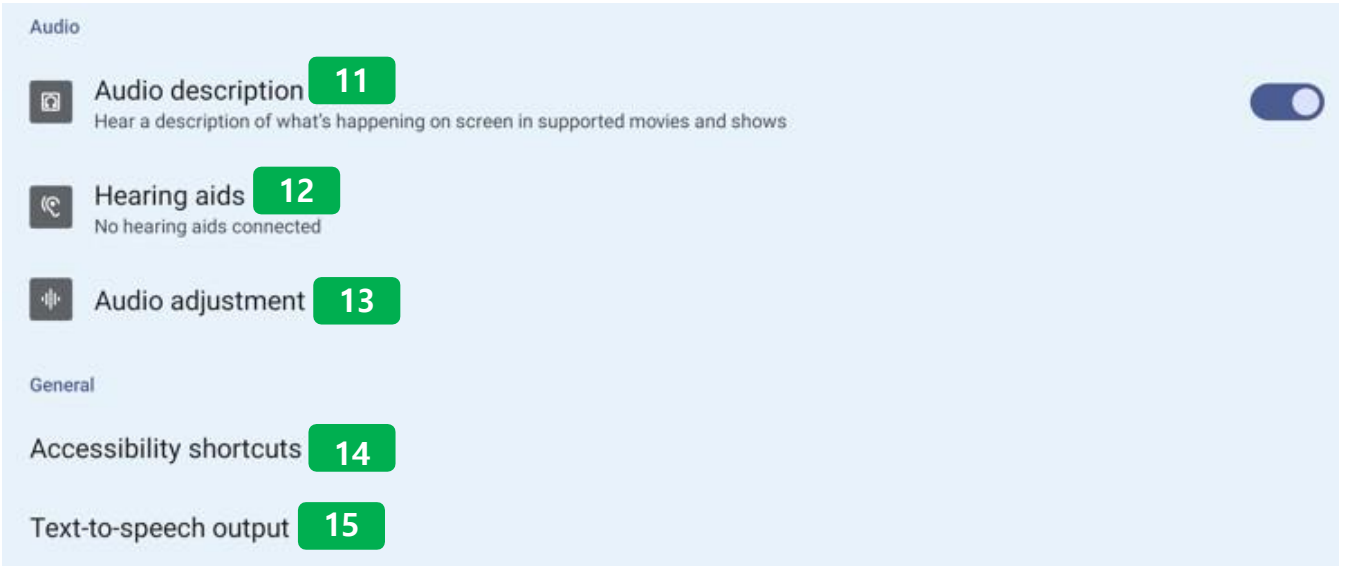 Audio
Audio description 11
Hear a description of what's happening on screen in supported movies and shows
Hearing aids 12
No hearing aids connected
Audio adjustment 13
General
Accessibility shortcuts 14
Text-to-speech output 15